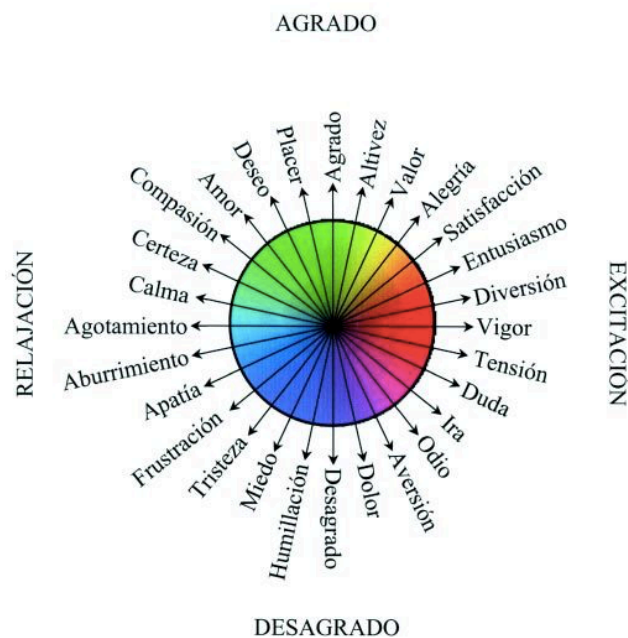 AGRADO
Agrado
Altivez
Valor
Alegría
Satisfacción
Entusiasmo
Diversión
Vigor
Tensión
Duda
Ira
Odio
Aversión
Dolor
Desagrado
Humillación
Miedo
Tristeza
Frustración
Apatía
Aburrimiento
Agotamiento
Calma
Certeza
Compasión
Amor
Deseo
Placer
RELAJACIÓN
EXCITACION
DESAGRADO